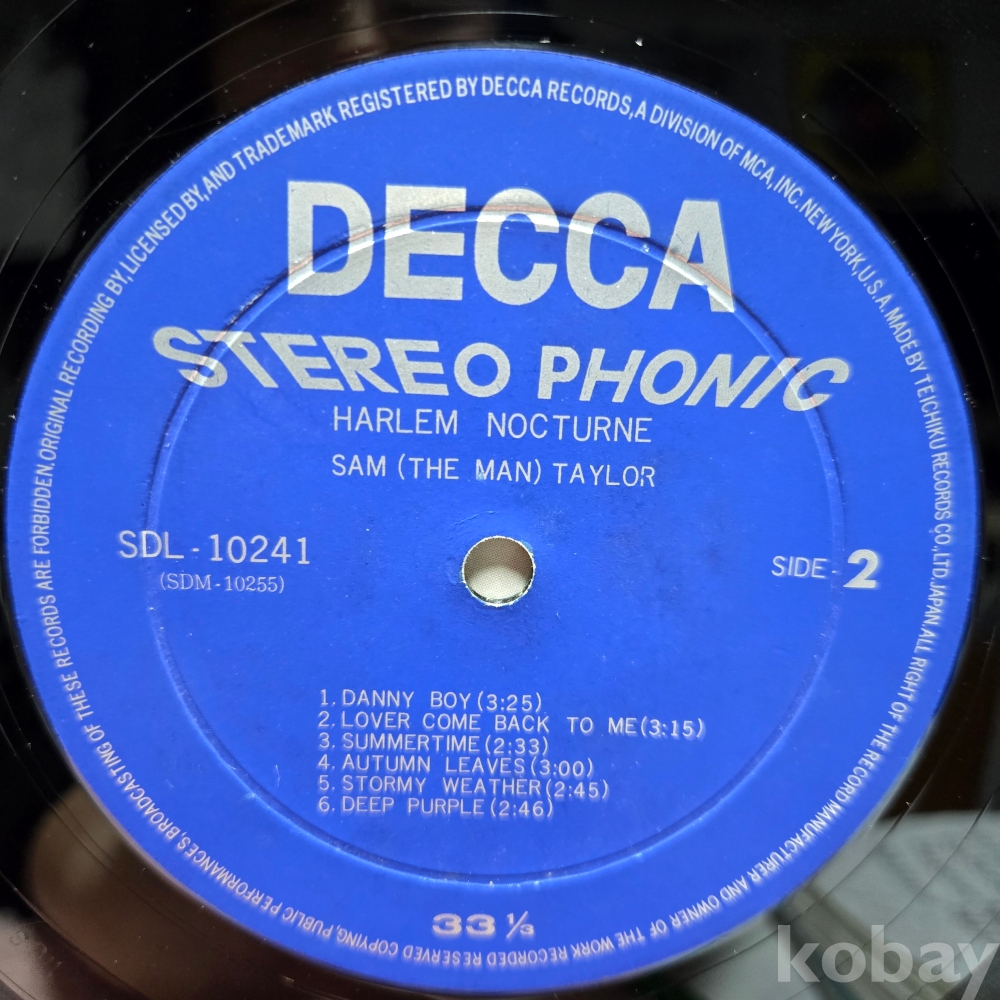 DECCA
STEREO PHONIC
HARLEM NOCTURNE
SAM (THE MAN) TAYLOR
SDL-10241
(SDM-10255)
SIDE-2
1. DANNY BOY (3:25)
2. LOVER COME BACK TO ME (3:15)
3. SUMMERTIME (2:33)
4. AUTUMN LEAVES (3:00)
5. STORMY WEATHER (2:45)
6. DEEP PURPLE (2:46)
33 1/3
ORIGINAL RECORDING BY, LICENSED BY, AND TRADEMARK REGISTERED BY DECCA RECORDS, A DIVISION OF MCA, INC. NEW YORK, U.S.A. MADE BY TEICHIKU RECORDS CO., LTD. JAPAN. ALL RIGHT OF THE RECORD MANUFACTURER AND OWNER OF THE WORK RECORDED RESERVED COPYING, PUBLIC PERFORMANCES, BROADCASTING OF THESE RECORDS ARE FORBIDDEN.
kobay